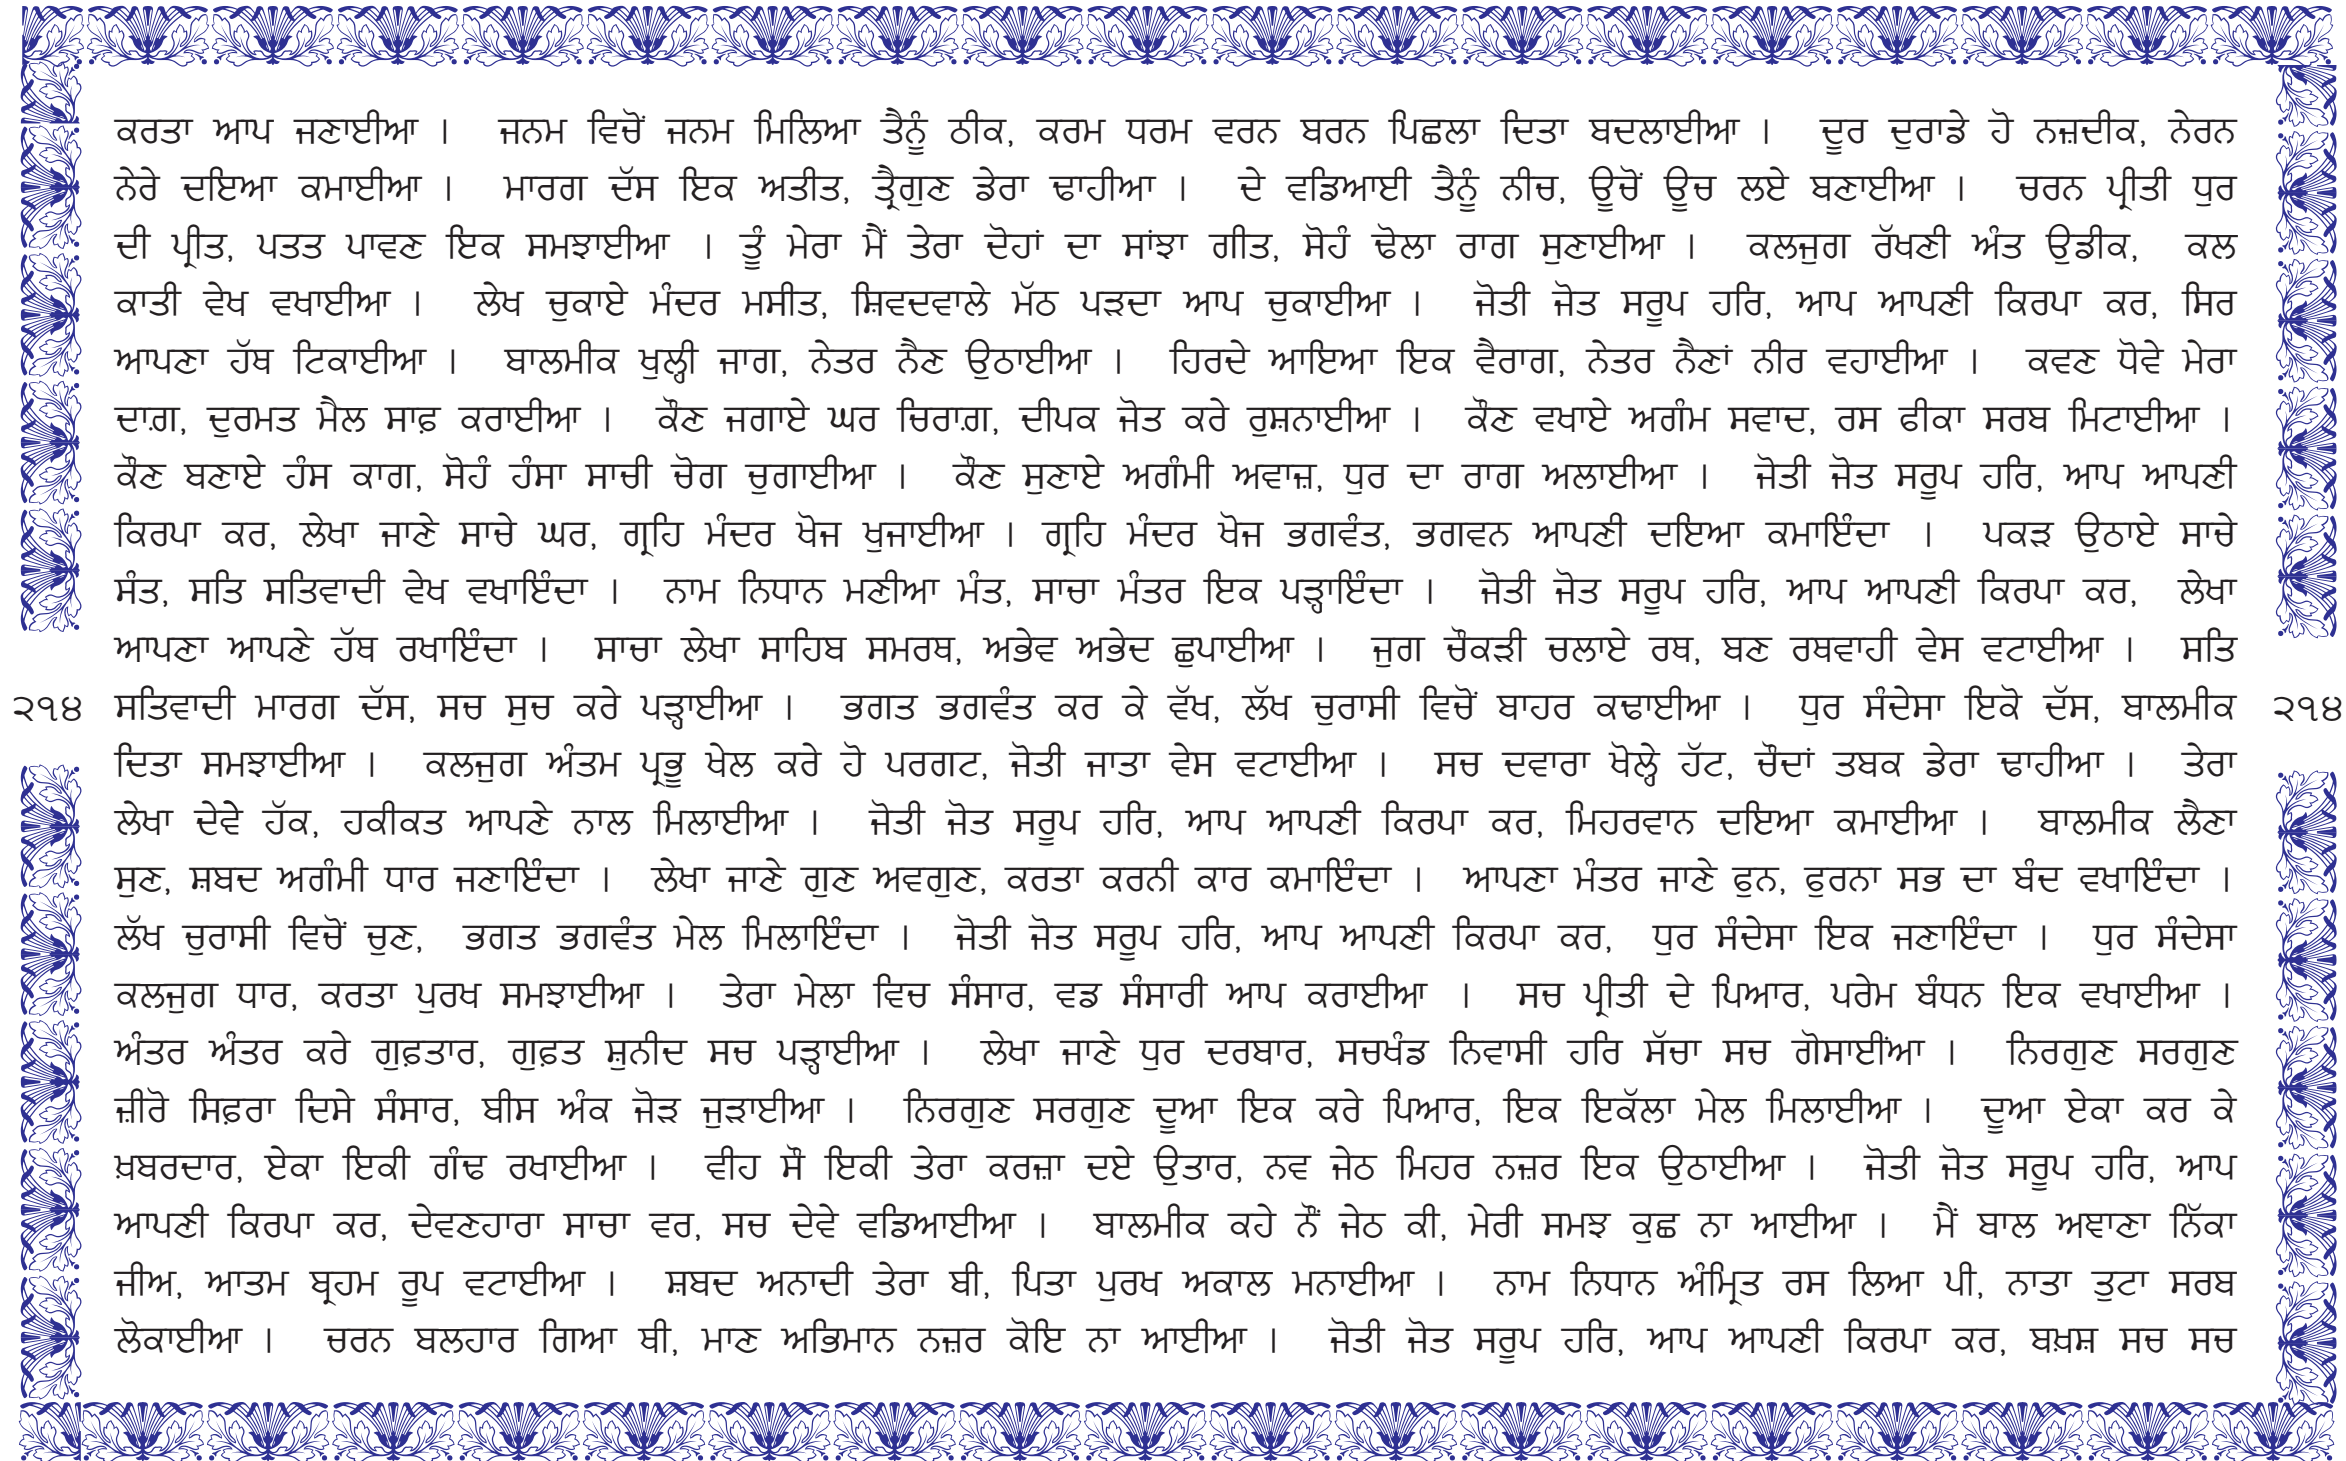 ਕਰਤਾ ਆਪ ਜਣਾਈਆ । ਜਨਮ ਵਿਚੋਂ ਜਨਮ ਮਿਲਿਆ ਤੈਨੂੰ ਠੀਕ, ਕਰਮ ਧਰਮ ਵਰਨ ਬਰਨ ਪਿਛਲਾ ਦਿਤਾ ਬਦਲਾਈਆ । ਦੂਰ ਦੁਰਾਡੇ ਹੋ ਨਜ਼ਦੀਕ, ਨੇਰਨ
ਨੇਰੇ ਦਇਆ ਕਮਾਈਆ । ਮਾਰਗ ਦੱਸ ਇਕ ਅਤੀਤ, ਤ੍ਰੈਗੁਣ ਡੇਰਾ ਢਾਹੀਆ । ਦੇ ਵਡਿਆਈ ਤੈਨੂੰ ਨੀਚ, ਊਚੋਂ ਊਚ ਲਏ ਬਣਾਈਆ । ਚਰਨ ਪ੍ਰੀਤੀ ਧੁਰ
ਦੀ ਪ੍ਰੀਤ, ਪਤਤ ਪਾਵਣ ਇਕ ਸਮਝਾਈਆ । ਤੂੰ ਮੇਰਾ ਮੈਂ ਤੇਰਾ ਦੋਹਾਂ ਦਾ ਸਾਂਝਾ ਗੀਤ, ਸੋਹੰ ਢੋਲਾ ਰਾਗ ਸੁਣਾਈਆ । ਕਲਜੁਗ ਰੱਖਣੀ ਅੰਤ ਉਡੀਕ, ਕਲ
ਕਾਤੀ ਵੇਖ ਵਖਾਈਆ । ਲੇਖ ਚੁਕਾਏ ਮੰਦਰ ਮਸੀਤ, ਸ਼ਿਵਦਵਾਲੇ ਮੱਠ ਪੜਦਾ ਆਪ ਚੁਕਾਈਆ । ਜੋਤੀ ਜੋਤ ਸਰੂਪ ਹਰਿ, ਆਪ ਆਪਣੀ ਕਿਰਪਾ ਕਰ, ਸਿਰ
ਆਪਣਾ ਹੱਥ ਟਿਕਾਈਆ । ਬਾਲਮੀਕ ਖੁਲ੍ਹੀ ਜਾਗ, ਨੇਤਰ ਨੈਣ ਉਠਾਈਆ । ਹਿਰਦੇ ਆਇਆ ਇਕ ਵੈਰਾਗ, ਨੇਤਰ ਨੈਣਾਂ ਨੀਰ ਵਹਾਈਆ । ਕਵਣ ਧੋਵੇ ਮੇਰਾ
ਦਾਗ਼, ਦੁਰਮਤ ਮੈਲ ਸਾਫ਼ ਕਰਾਈਆ । ਕੌਣ ਜਗਾਏ ਘਰ ਚਿਰਾਗ਼, ਦੀਪਕ ਜੋਤ ਕਰੇ ਰੁਸ਼ਨਾਈਆ । ਕੌਣ ਵਖਾਏ ਅਗੰਮ ਸਵਾਦ, ਰਸ ਫੀਕਾ ਸਰਬ ਮਿਟਾਈਆ ।
ਕੌਣ ਬਣਾਏ ਹੰਸ ਕਾਗ, ਸੋਹੰ ਹੰਸਾ ਸਾਚੀ ਚੋਗ ਚੁਗਾਈਆ । ਕੌਣ ਸੁਣਾਏ ਅਗੰਮੀ ਅਵਾਜ਼, ਧੁਰ ਦਾ ਰਾਗ ਅਲਾਈਆ । ਜੋਤੀ ਜੋਤ ਸਰੂਪ ਹਰਿ, ਆਪ ਆਪਣੀ
ਕਿਰਪਾ ਕਰ, ਲੇਖਾ ਜਾਣੇ ਸਾਚੇ ਘਰ, ਗ੍ਰਹਿ ਮੰਦਰ ਖੋਜ ਖੁਜਾਈਆ । ਗ੍ਰਹਿ ਮੰਦਰ ਖੋਜ ਭਗਵੰਤ, ਭਗਵਨ ਆਪਣੀ ਦਇਆ ਕਮਾਇੰਦਾ । ਪਕੜ ਉਠਾਏ ਸਾਚੇ
ਸੰਤ, ਸਤਿ ਸਤਿਵਾਦੀ ਵੇਖ ਵਖਾਇੰਦਾ । ਨਾਮ ਨਿਧਾਨ ਮਣੀਆ ਮੰਤ, ਸਾਚਾ ਮੰਤਰ ਇਕ ਪੜ੍ਹਾਇੰਦਾ । ਜੋਤੀ ਜੋਤ ਸਰੂਪ ਹਰਿ, ਆਪ ਆਪਣੀ ਕਿਰਪਾ ਕਰ, ਲੇਖਾ
ਆਪਣਾ ਆਪਣੇ ਹੱਥ ਰਖਾਇੰਦਾ । ਸਾਚਾ ਲੇਖਾ ਸਾਹਿਬ ਸਮਰਥ, ਅਭੇਵ ਅਭੇਦ ਛੁਪਾਈਆ । ਜੁਗ ਚੌਕੜੀ ਚਲਾਏ ਰਥ, ਬਣ ਰਥਵਾਹੀ ਵੇਸ ਵਟਾਈਆ । ਸਤਿ
੨੧੪ ਸਤਿਵਾਦੀ ਮਾਰਗ ਦੱਸ, ਸਚ ਸੁਚ ਕਰੇ ਪੜ੍ਹਾਈਆ । ਭਗਤ ਭਗਵੰਤ ਕਰ ਕੇ ਵੱਖ, ਲੱਖ ਚੁਰਾਸੀ ਵਿਚੋਂ ਬਾਹਰ ਕਢਾਈਆ । ਧੁਰ ਸੰਦੇਸਾ ਇਕੋ ਦੱਸ, ਬਾਲਮੀਕ ੨੧੪
ਦਿਤਾ ਸਮਝਾਈਆ । ਕਲਜੁਗ ਅੰਤਮ ਪ੍ਰਭੂ ਖੇਲ ਕਰੇ ਹੋ ਪਰਗਟ, ਜੋਤੀ ਜਾਤਾ ਵੇਸ ਵਟਾਈਆ । ਸਚ ਦਵਾਰਾ ਖੋਲ੍ਹੇ ਹੱਟ, ਚੌਦਾਂ ਤਬਕ ਡੇਰਾ ਢਾਹੀਆ । ਤੇਰਾ
ਲੇਖਾ ਦੇਵੇ ਹੱਕ, ਹਕੀਕਤ ਆਪਣੇ ਨਾਲ ਮਿਲਾਈਆ । ਜੋਤੀ ਜੋਤ ਸਰੂਪ ਹਰਿ, ਆਪ ਆਪਣੀ ਕਿਰਪਾ ਕਰ, ਮਿਹਰਵਾਨ ਦਇਆ ਕਮਾਈਆ । ਬਾਲਮੀਕ ਲੈਣਾ
ਸੁਣ, ਸ਼ਬਦ ਅਗੰਮੀ ਧਾਰ ਜਣਾਇੰਦਾ । ਲੇਖਾ ਜਾਣੇ ਗੁਣ ਅਵਗੁਣ, ਕਰਤਾ ਕਰਨੀ ਕਾਰ ਕਮਾਇੰਦਾ । ਆਪਣਾ ਮੰਤਰ ਜਾਣੇ ਫੁਨ, ਫੁਰਨਾ ਸਭ ਦਾ ਬੰਦ ਵਖਾਇੰਦਾ ।
ਲੱਖ ਚੁਰਾਸੀ ਵਿਚੋਂ ਚੁਣ, ਭਗਤ ਭਗਵੰਤ ਮੇਲ ਮਿਲਾਇੰਦਾ । ਜੋਤੀ ਜੋਤ ਸਰੂਪ ਹਰਿ, ਆਪ ਆਪਣੀ ਕਿਰਪਾ ਕਰ, ਧੁਰ ਸੰਦੇਸਾ ਇਕ ਜਣਾਇੰਦਾ । ਧੁਰ ਸੰਦੇਸਾ
ਕਲਜੁਗ ਧਾਰ, ਕਰਤਾ ਪੁਰਖ ਸਮਝਾਈਆ । ਤੇਰਾ ਮੇਲਾ ਵਿਚ ਸੰਸਾਰ, ਵਡ ਸੰਸਾਰੀ ਆਪ ਕਰਾਈਆ । ਸਚ ਪ੍ਰੀਤੀ ਦੇ ਪਿਆਰ, ਪਰੇਮ ਬੰਧਨ ਇਕ ਵਖਾਈਆ ।
ਅੰਤਰ ਅੰਤਰ ਕਰੇ ਗੁਫ਼ਤਾਰ, ਗੁਫ਼ਤ ਸ਼ੁਨੀਦ ਸਚ ਪੜ੍ਹਾਈਆ । ਲੇਖਾ ਜਾਣੇ ਧੁਰ ਦਰਬਾਰ, ਸਚਖੰਡ ਨਿਵਾਸੀ ਹਰਿ ਸੱਚਾ ਸਚ ਗੋਸਾਈਂਆ । ਨਿਰਗੁਣ ਸਰਗੁਣ
ਜ਼ੀਰੋ ਸਿਫ਼ਰਾ ਦਿਸੇ ਸੰਸਾਰ, ਬੀਸ ਅੰਕ ਜੋੜ ਜੁੜਾਈਆ । ਨਿਰਗੁਣ ਸਰਗੁਣ ਦੂਆ ਇਕ ਕਰੇ ਪਿਆਰ, ਇਕ ਇਕੱਲਾ ਮੇਲ ਮਿਲਾਈਆ । ਦੂਆ ਏਕਾ ਕਰ ਕੇ
ਖ਼ਬਰਦਾਰ, ਏਕਾ ਇਕੀ ਗੰਢ ਰਖਾਈਆ । ਵੀਹ ਸੌ ਇਕੀ ਤੇਰਾ ਕਰਜ਼ਾ ਦਏ ਉਤਾਰ, ਨਵ ਜੇਠ ਮਿਹਰ ਨਜ਼ਰ ਇਕ ਉਠਾਈਆ । ਜੋਤੀ ਜੋਤ ਸਰੂਪ ਹਰਿ, ਆਪ
ਆਪਣੀ ਕਿਰਪਾ ਕਰ, ਦੇਵਣਹਾਰਾ ਸਾਚਾ ਵਰ, ਸਚ ਦੇਵੇ ਵਡਿਆਈਆ । ਬਾਲਮੀਕ ਕਹੇ ਨੌਂ ਜੇਠ ਕੀ, ਮੇਰੀ ਸਮਝ ਕੁਛ ਨਾ ਆਈਆ । ਮੈਂ ਬਾਲ ਅਞਾਣਾ ਨਿੱਕਾ
ਜੀਅ, ਆਤਮ ਬ੍ਰਹਮ ਰੂਪ ਵਟਾਈਆ । ਸ਼ਬਦ ਅਨਾਦੀ ਤੇਰਾ ਬੀ, ਪਿਤਾ ਪੁਰਖ ਅਕਾਲ ਮਨਾਈਆ । ਨਾਮ ਨਿਧਾਨ ਅੰਮ੍ਰਿਤ ਰਸ ਲਿਆ ਪੀ, ਨਾਤਾ ਤੁਟਾ ਸਰਬ
ਲੋਕਾਈਆ । ਚਰਨ ਬਲਹਾਰ ਗਿਆ ਥੀ, ਮਾਣ ਅਭਿਮਾਨ ਨਜ਼ਰ ਕੋਇ ਨਾ ਆਈਆ । ਜੋਤੀ ਜੋਤ ਸਰੂਪ ਹਰਿ, ਆਪ ਆਪਣੀ ਕਿਰਪਾ ਕਰ, ਬਖ਼ਸ਼ ਸਚ ਸਚ